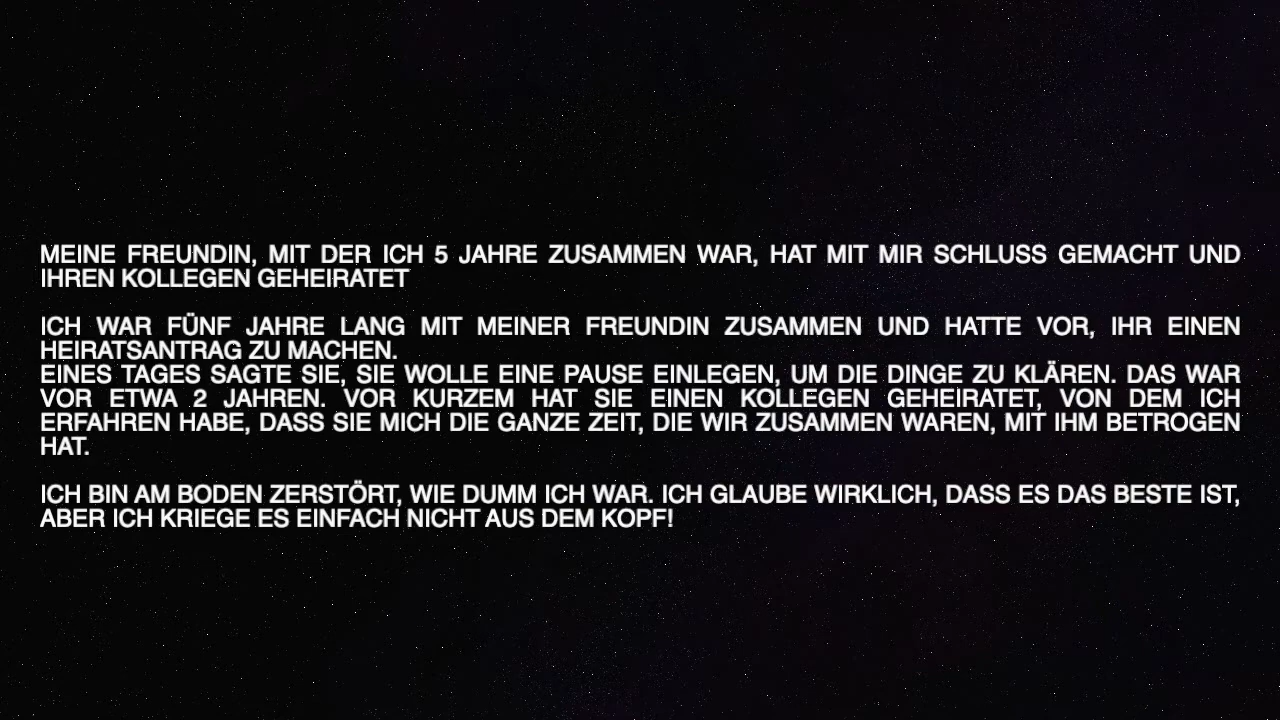 MEINE FREUNDIN, MIT DER ICH 5 JAHRE ZUSAMMEN WAR, HAT MIT MIR SCHLUSS GEMACHT UND
IHREN KOLLEGEN GEHEIRATET
ICH WAR FÜNF JAHRE LANG MIT MEINER FREUNDIN ZUSAMMEN UND HATTE VOR, IHR EINEN
HEIRATSANTRAG ZU MACHEN.
EINES TAGES SAGTE SIE, SIE WOLLE EINE PAUSE EINLEGEN, UM DIE DINGE ZU KLÄREN. DAS WAR
VOR ETWA 2 JAHREN. VOR KURZEM HAT SIE EINEN KOLLEGEN GEHEIRATET, VON DEM ICH
ERFAHREN HABE, DASS SIE MICH DIE GANZE ZEIT, DIE WIR ZUSAMMEN WAREN, MIT IHM BETROGEN
HAT.
ICH BIN AM BODEN ZERSTÖRT, WIE DUMM ICH WAR. ICH GLAUBE WIRKLICH, DASS ES DAS BESTE IST,
ABER ICH KRIEGE ES EINFACH NICHT AUS DEM KOPF!